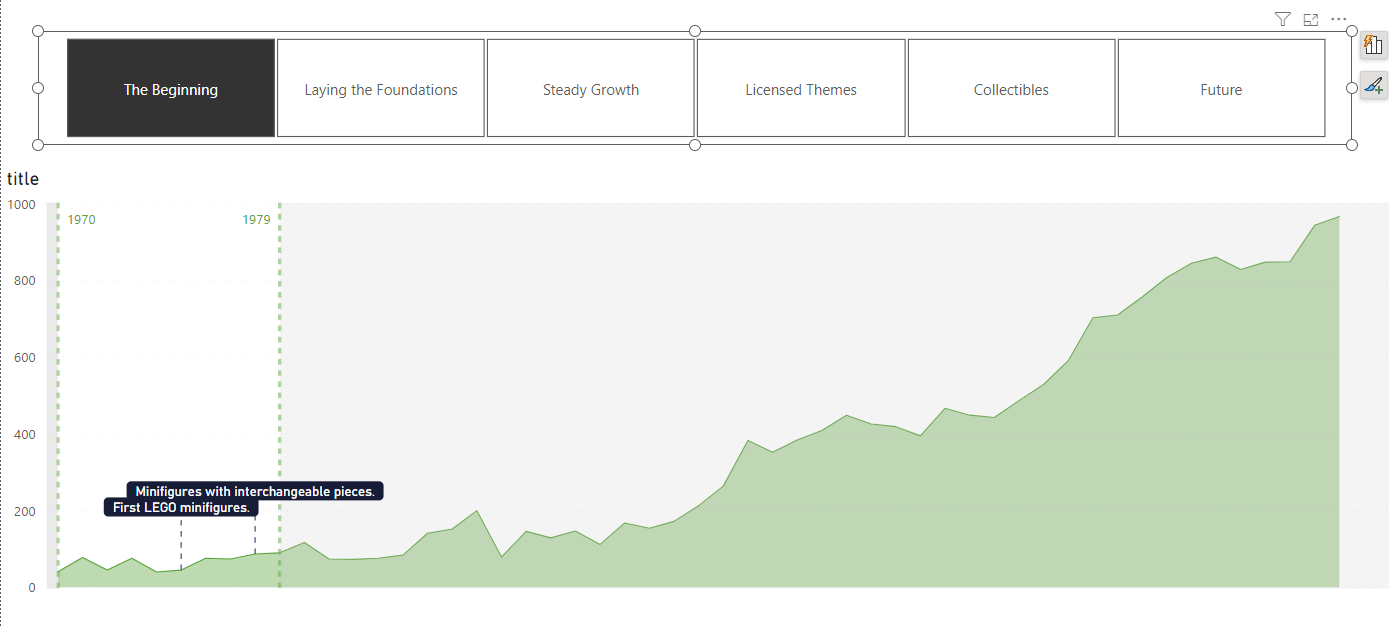 The Beginning
Laying the Foundations
Steady Growth
Licensed Themes
Collectibles
Future
title
1000
1970
1979
800
600
400
Minifigures with interchangeable pieces.
First LEGO minifigures.
200
0